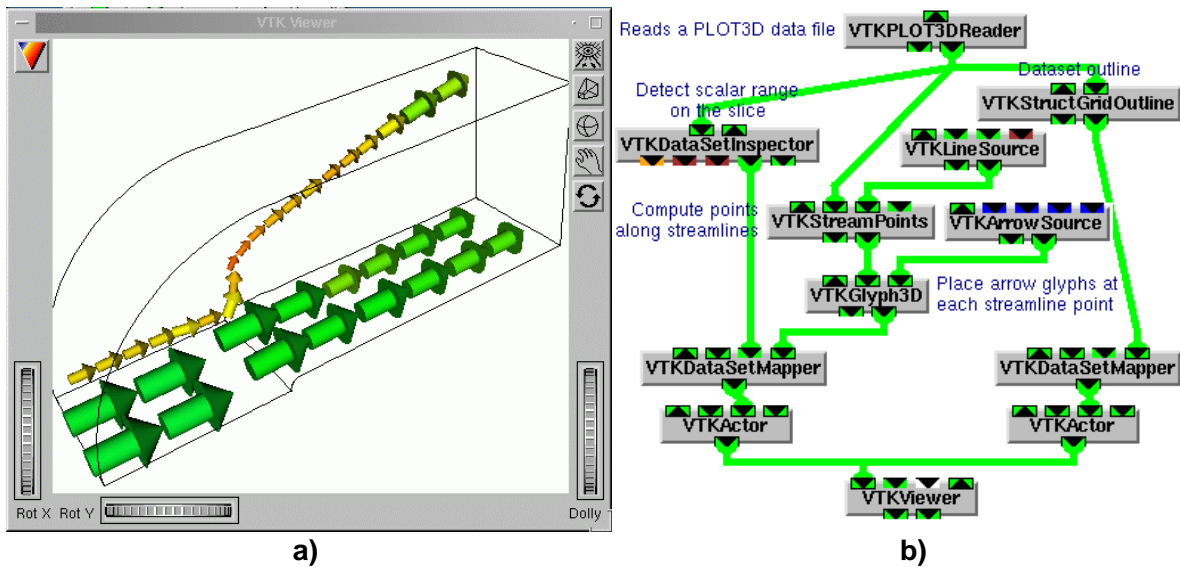 VTK Viewer
Rot X Rot Y
Dolly
a)
Reads a PLOT3D data file
VTKPLOT3DReader
Dataset outline
Detect scalar range
on the slice
VTKStructGridOutline
VTKDataSetInspector
VTKLineSource
Compute points
along streamlines
VTKStreamPoints
VTKArrowSource
VTKGlyph3D
Place arrow glyphs at
each streamline point
VTKDataSetMapper
VTKDataSetMapper
VTKActor
VTKActor
VTKViewer
b)